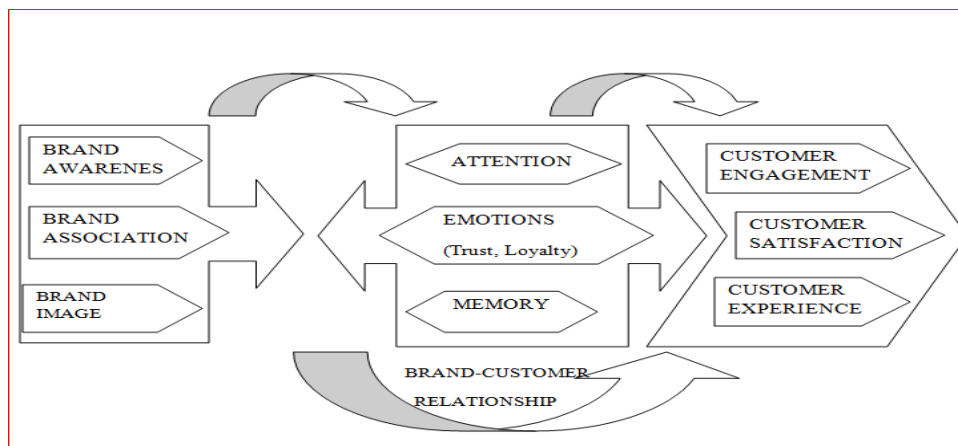 BRAND
AWARENES
BRAND
ASSOCIATION
BRAND
IMAGE
ATTENTION
EMOTIONS
(Trust, Loyalty)
MEMORY
CUSTOMER
ENGAGEMENT
CUSTOMER
SATISFACTION
CUSTOMER
EXPERIENCE
BRAND-CUSTOMER
RELATIONSHIP